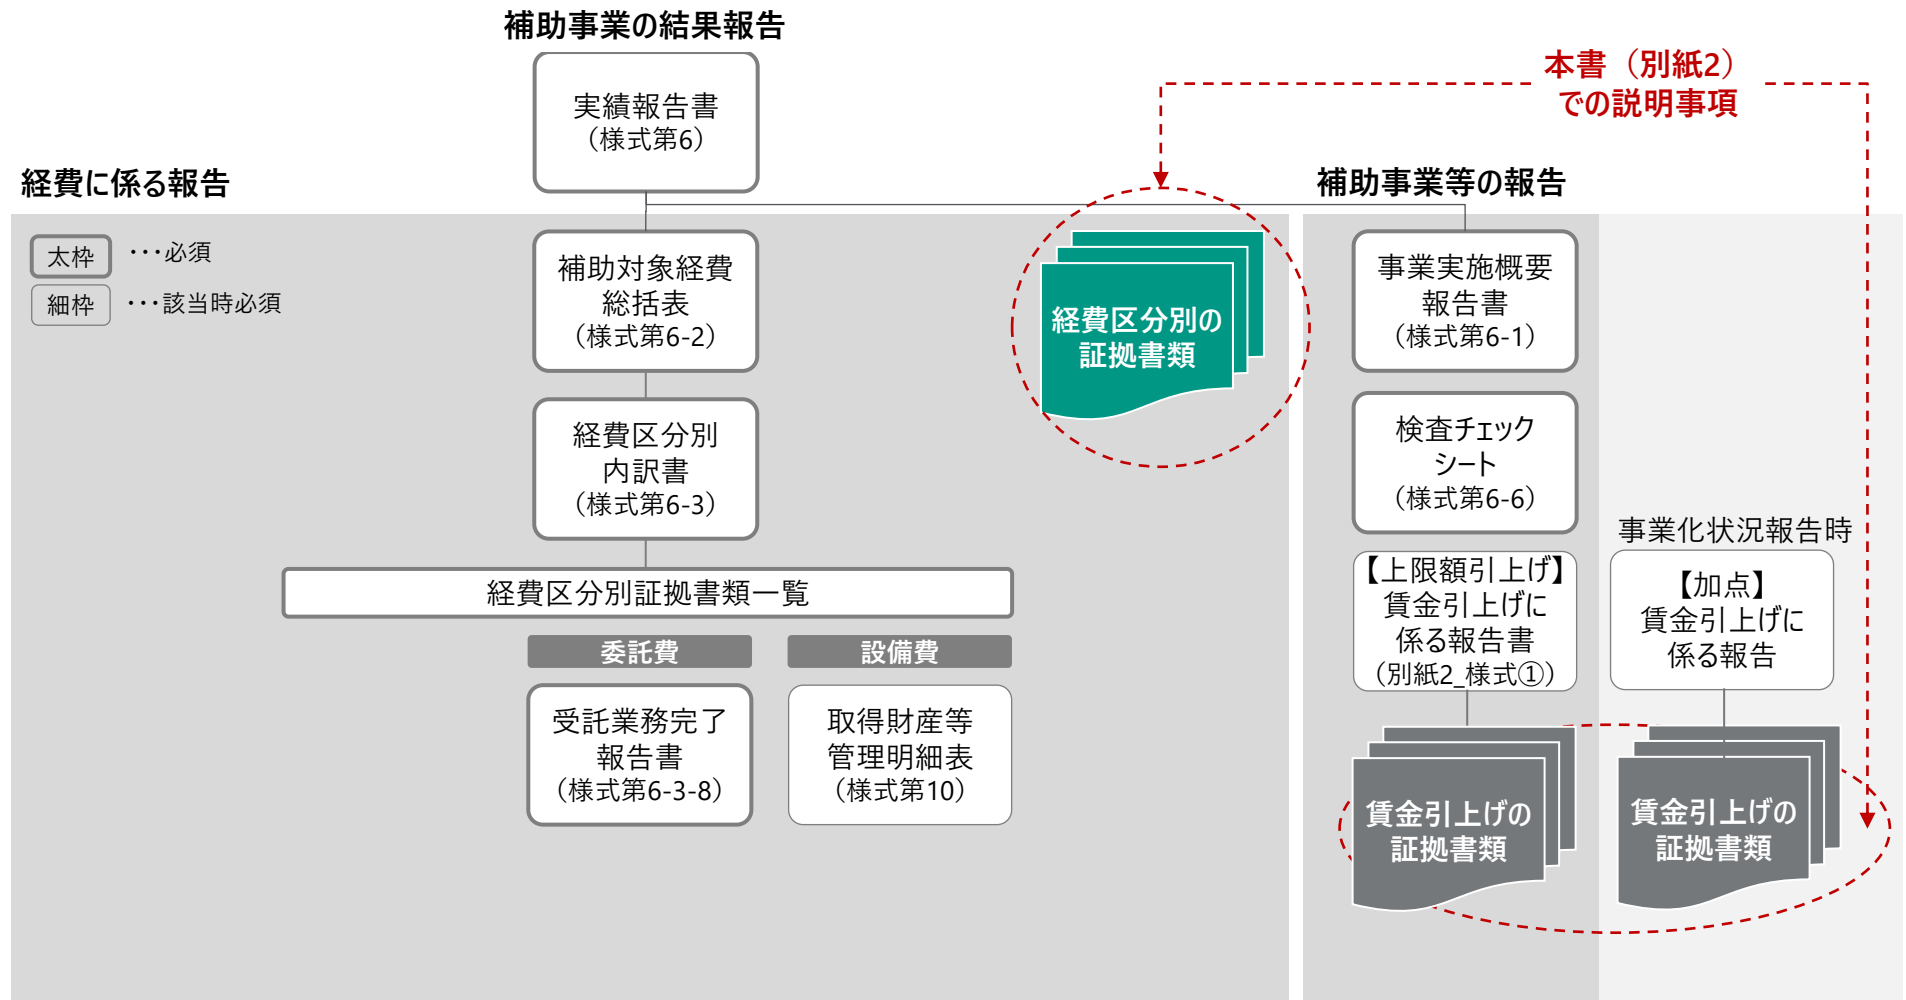 補助事業の結果報告
実績報告書
（様式第6）
本書（別紙2）
での説明事項
経費に係る報告
太枠
･･･必須
細枠
･･･該当時必須
補助対象経費
総括表
（様式第6-2）
経費区分別
内訳書
（様式第6-3）
経費区分別証拠書類一覧
委託費
設備費
受託業務完了
報告書
（様式第6-3-8）
取得財産等
管理明細表
（様式第10）
経費区分別の
証拠書類
補助事業等の報告
事業実施概要
報告書
（様式第6-1）
検査チェック
シート
（様式第6-6）
【上限額引上げ】
賃金引上げに
係る報告書
（別紙2_様式①）
賃金引上げの
証拠書類
事業化状況報告時
【加点】
賃金引上げに
係る報告
賃金引上げの
証拠書類